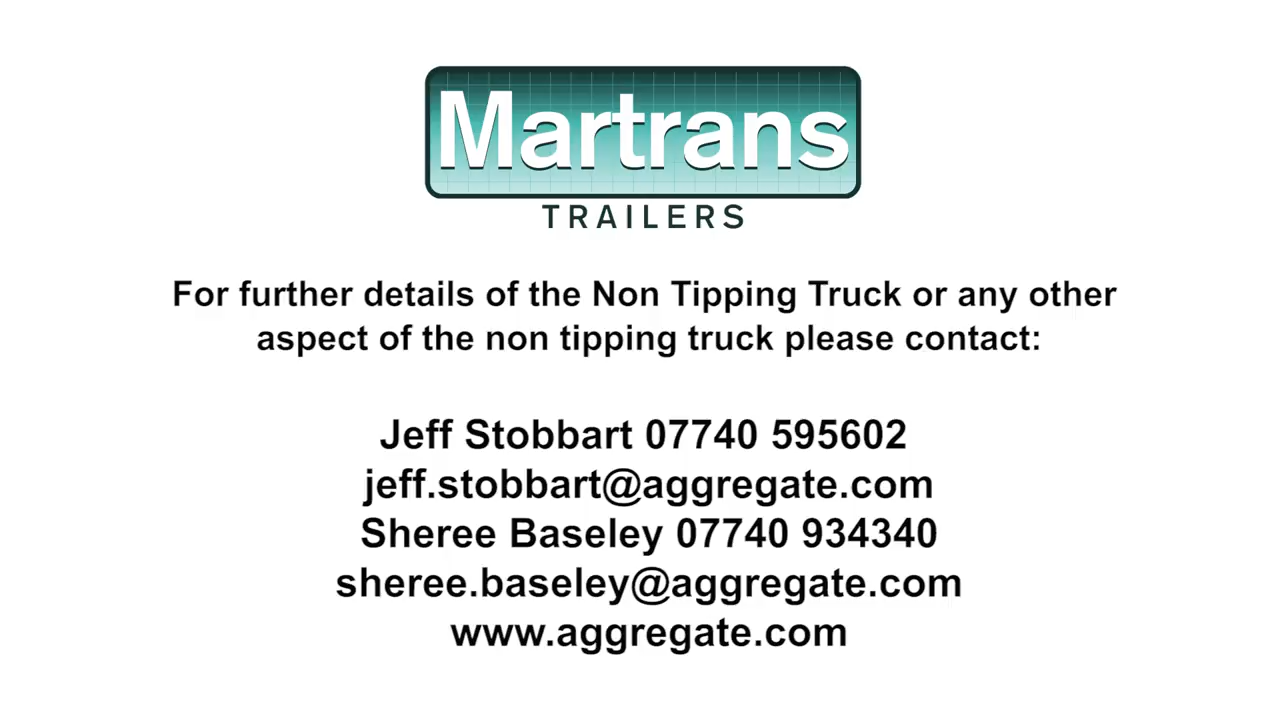 Martrans
TRAILERS
For further details of the Non Tipping Truck or any other
aspect of the non tipping truck please contact:
Jeff Stobbart 07740 595602
jeff.stobbart@aggregate.com
Sheree Baseley 07740 934340
sheree.baseley@aggregate.com
www.aggregate.com